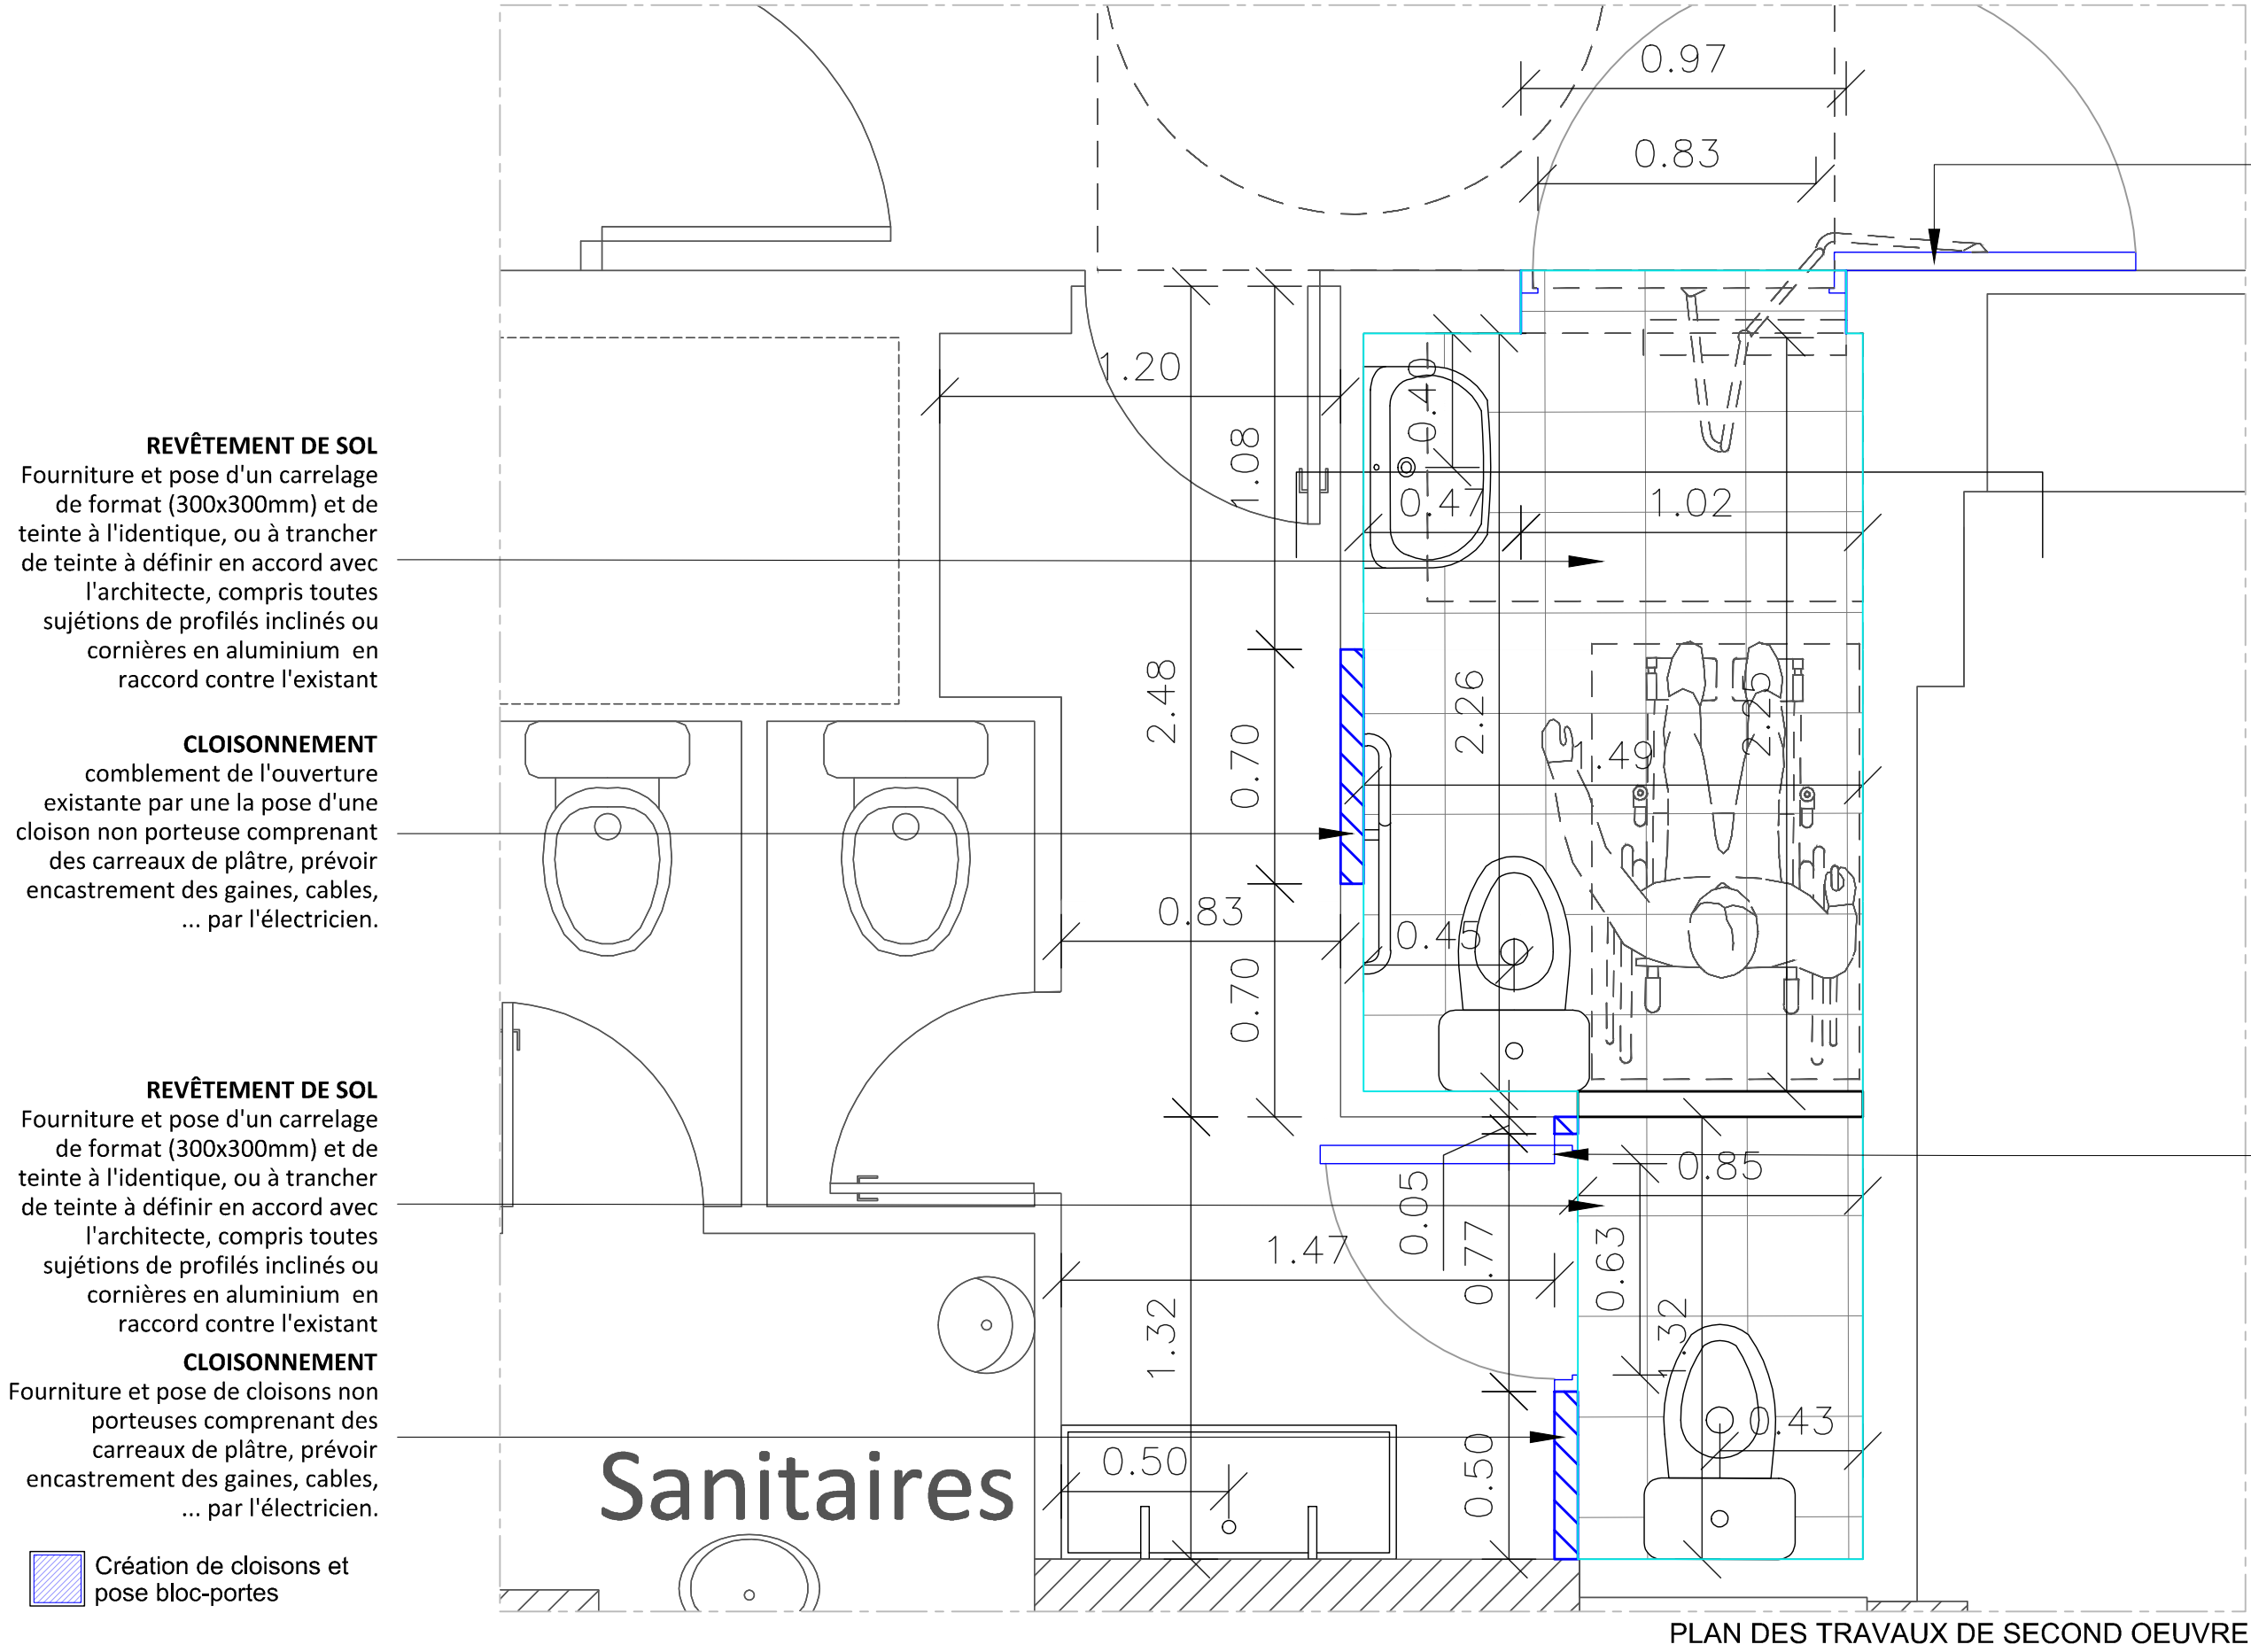 0.97
0.83
1.20
0.40
1.08
0.47
1.02
REVÊTEMENT DE SOL
Fourniture et pose d'un carrelage
de format (300x300mm) et de
teinte à l'identique, ou à trancher
de teinte à définir en accord avec
l'architecte, compris toutes
sujétions de profilés inclinés ou
cornières en aluminium en
raccord contre l'existant
2.48
2.26
2.25
0.70
1.49
CLOISONNEMENT
comblement de l'ouverture
existante par une la pose d'une
cloison non porteuse comprenant
des carreaux de plâtre, prévoir
encastrement des gaines, cables,
... par l'électricien.
0.83
0.45
0.70
REVÊTEMENT DE SOL
Fourniture et pose d'un carrelage
de format (300x300mm) et de
teinte à l'identique, ou à trancher
de teinte à définir en accord avec
l'architecte, compris toutes
sujétions de profilés inclinés ou
cornières en aluminium en
raccord contre l'existant
0.85
0.05
1.47
0.77
0.63
1.32
1.32
CLOISONNEMENT
Fourniture et pose de cloisons non
porteuses comprenant des
carreaux de plâtre, prévoir
encastrement des gaines, cables,
... par l'électricien.
0.43
0.50
0.50
Sanitaires
Création de cloisons et
pose bloc-portes
PLAN DES TRAVAUX DE SECOND OEUVRE